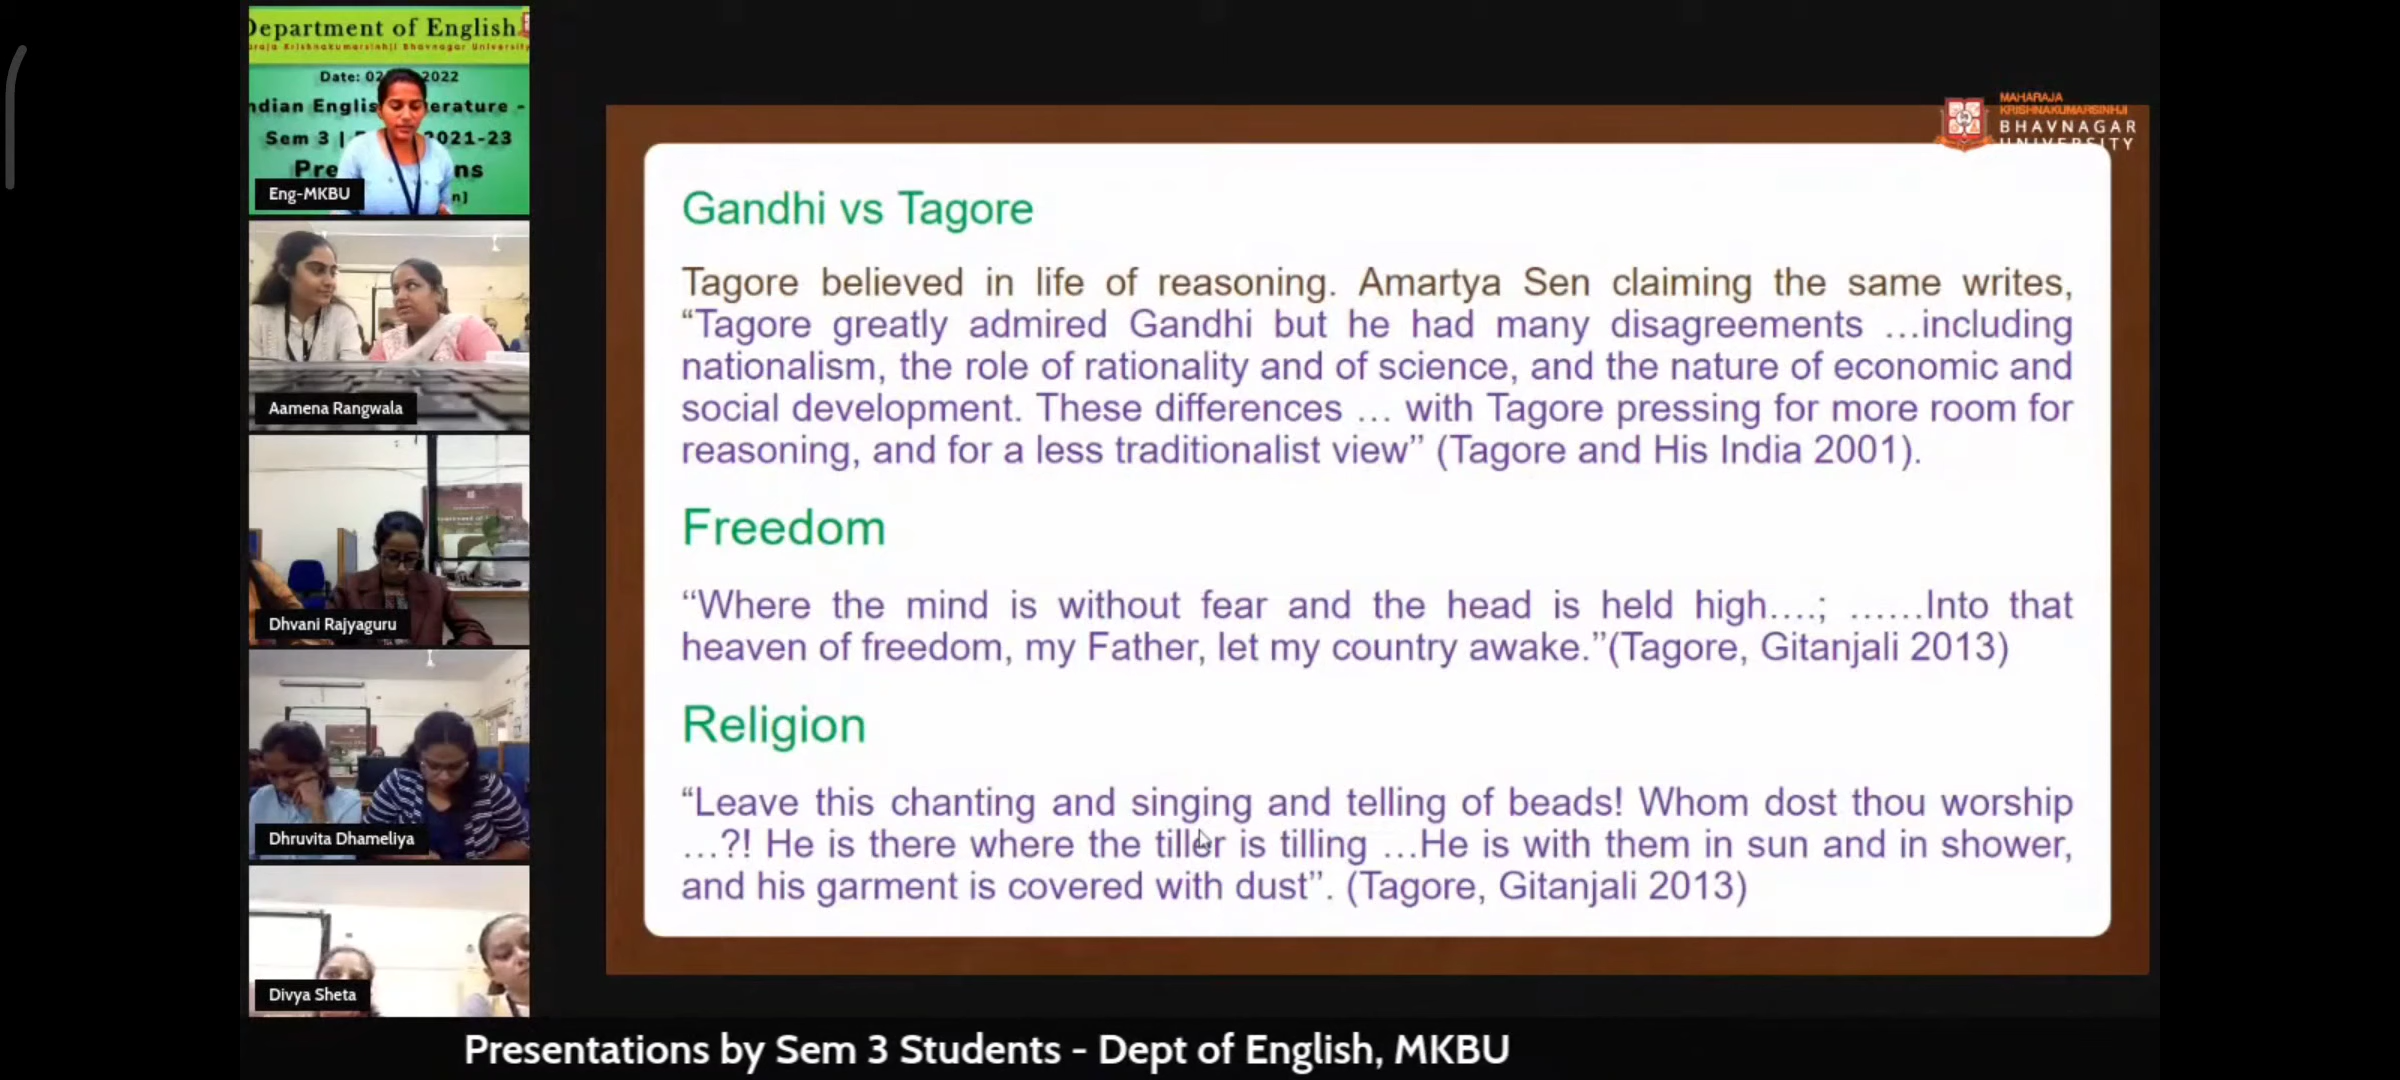 Department of English
Date: 02
2022
Sem 3 |
2021-23
Pre
ns
Eng-MKBU
Aamena Rangwala
Dhvani Rajyaguru
Dhruvita Dhameliya
Divya Sheta
MAHARAJA
KRISHNAKUMARSINHJI
BHAVNAGAR
UNIVERSITY
Gandhi vs Tagore
Tagore believed in life of reasoning. Amartya Sen claiming the same writes,
“Tagore greatly admired Gandhi but he had many disagreements …including
nationalism, the role of rationality and of science, and the nature of economic and
social development. These differences … with Tagore pressing for more room for
reasoning, and for a less traditionalist view” (Tagore and His India 2001).
Freedom
“Where the mind is without fear and the head is held high….; ……Into that
heaven of freedom, my Father, let my country awake.”(Tagore, Gitanjali 2013)
Religion
“Leave this chanting and singing and telling of beads! Whom dost thou worship
…?! He is there where the tiller is tilling …He is with them in sun and in shower,
and his garment is covered with dust”. (Tagore, Gitanjali 2013)
Presentations by Sem 3 Students - Dept of English, MKBU